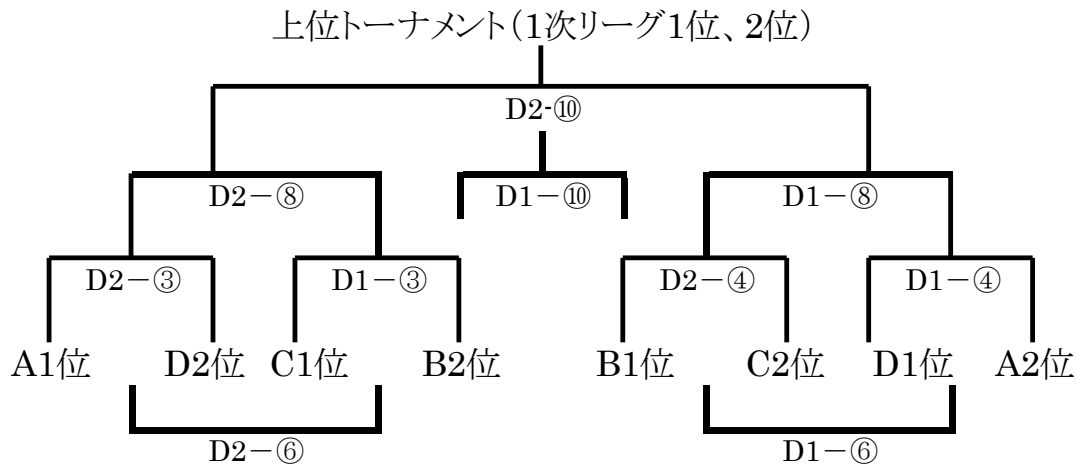 上位トーナメント（1次リーグ1位、2位）
D2-⑩
D2－⑧ D1－⑩ D1－⑧
D2－③ D1－③ D2－④ D1－④
A1位 D2位 C1位 B2位 B1位 C2位 D1位 A2位
D2－⑥ D1－⑥